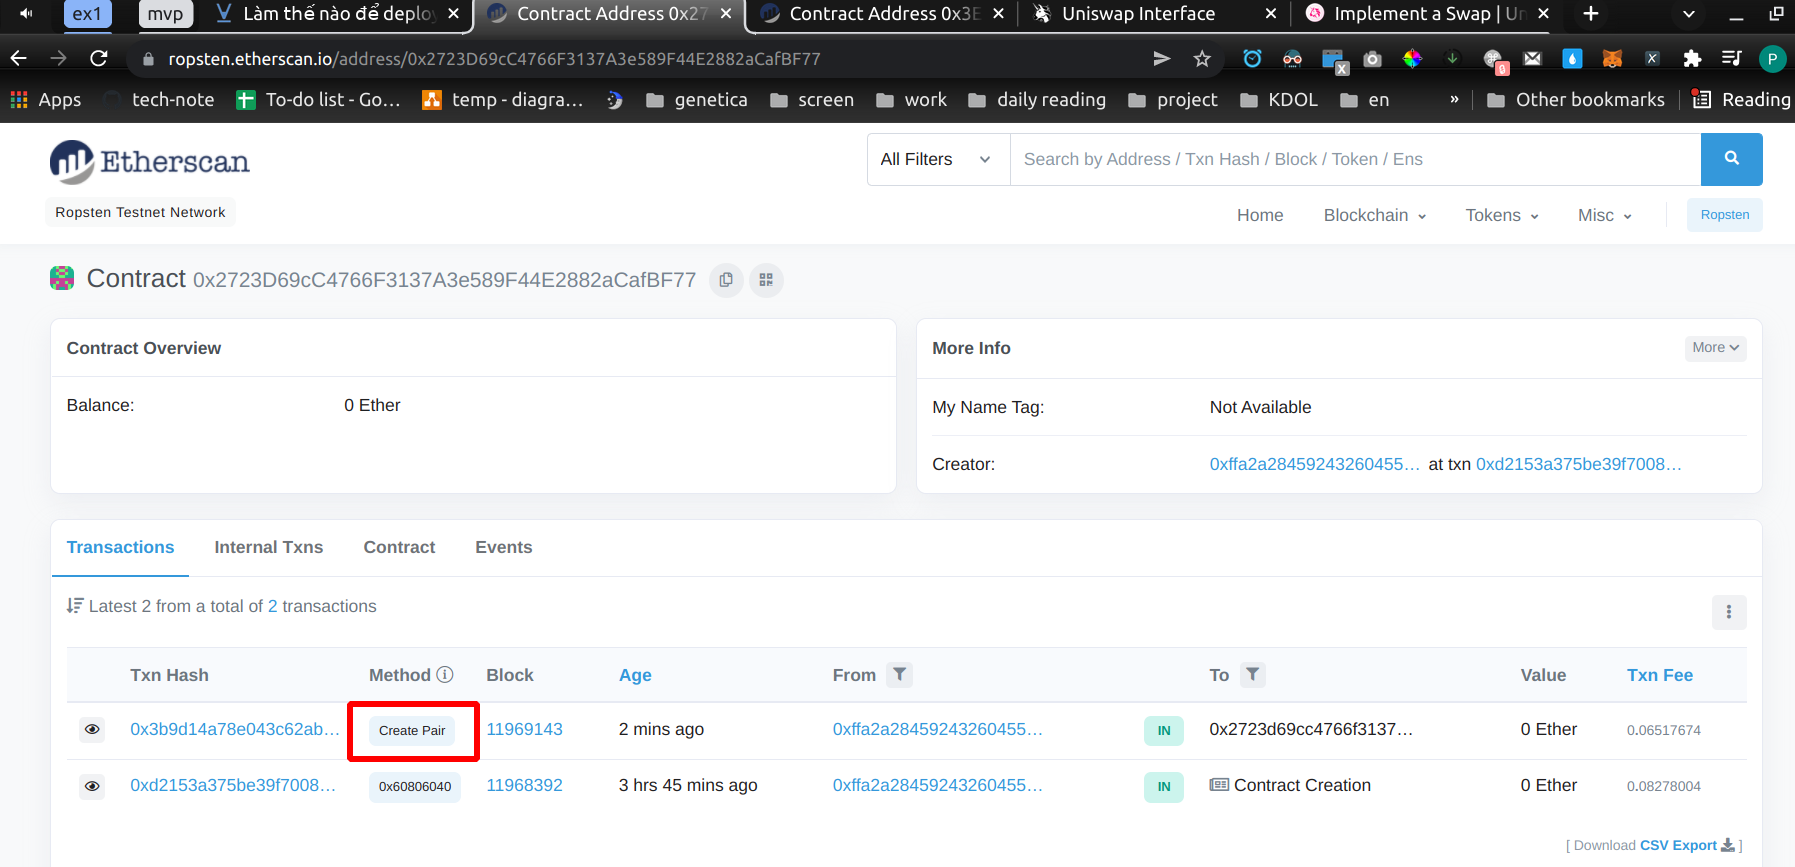 ex1 mvp Làm thế nào để deploy Contract Address 0x27 Contract Address 0x3E Uniswap Interface Implement a Swap | Un
ropsten.etherscan.io/address/0x2723D69cC4766F3137A3e589F44E2882aCafBF77 P
Apps tech-note To-do list - Go… temp - diagra… genetica screen work daily reading project KDOL en » Other bookmarks Reading
Etherscan
All Filters Search by Address / Txn Hash / Block / Token / Ens
Ropsten Testnet Network
Home Blockchain Tokens Misc Ropsten
Contract 0x2723D69cC4766F3137A3e589F44E2882aCafBF77
Contract Overview
Balance: 0 Ether
More Info More
My Name Tag: Not Available
Creator: 0xffa2a28459243260455… at txn 0xd2153a375be39f7008…
Transactions Internal Txns Contract Events
Latest 2 from a total of 2 transactions
Txn Hash Method Block Age From To Value Txn Fee
0x3b9d14a78e043c62ab… Create Pair 11969143 2 mins ago 0xffa2a28459243260455… IN 0x2723d69cc4766f3137… 0 Ether 0.06517674
0xd2153a375be39f7008… 0x60806040 11968392 3 hrs 45 mins ago 0xffa2a28459243260455… IN Contract Creation 0 Ether 0.08278004
[ Download CSV Export ]